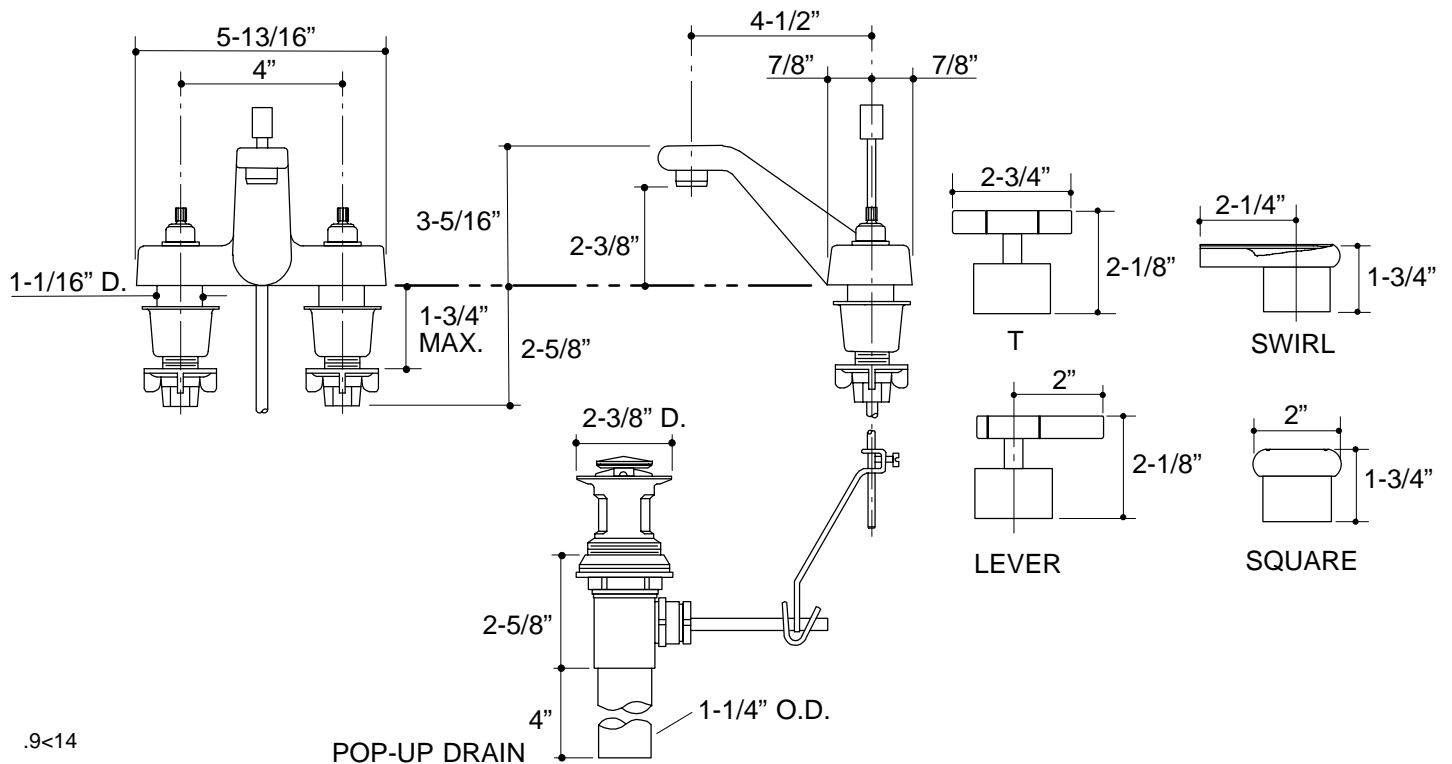 4-1/2”
5-13/16”
7/8”
7/8”
4”
2-3/4”
2-1/4”
3-5/16”
2-3/8”
2-1/8”
1-3/4”
1-1/16” D.
1-3/4”
MAX.
2-5/8”
T
SWIRL
2”
2”
2-3/8” D.
2-1/8”
1-3/4”
LEVER
SQUARE
2-5/8”
4”
1-1/4” O.D.
POP-UP DRAIN
.9<14